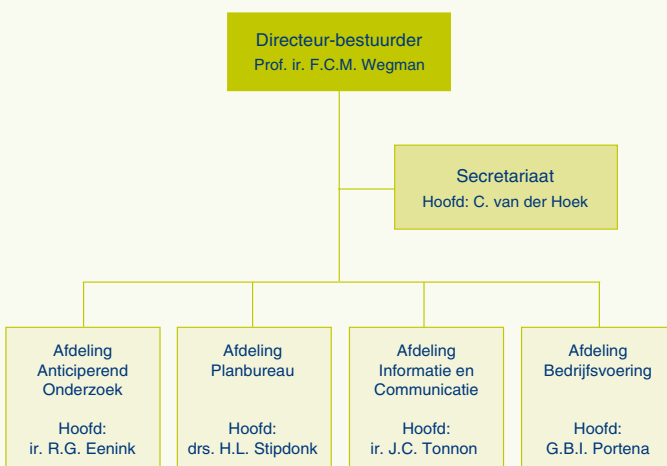 Directeur-bestuurder
Prof. ir. F.C.M. Wegman
Secretariaat
Hoofd: C. van der Hoek
Afdeling
Anticiperend
Onderzoek
Hoofd:
ir. R.G. Eenink
Afdeling
Planbureau
Hoofd:
drs. H.L. Stipdonk
Afdeling
Informatie en
Communicatie
Hoofd:
ir. J.C. Tonnon
Afdeling
Bedrijfsvoering
Hoofd:
G.B.I. Portena